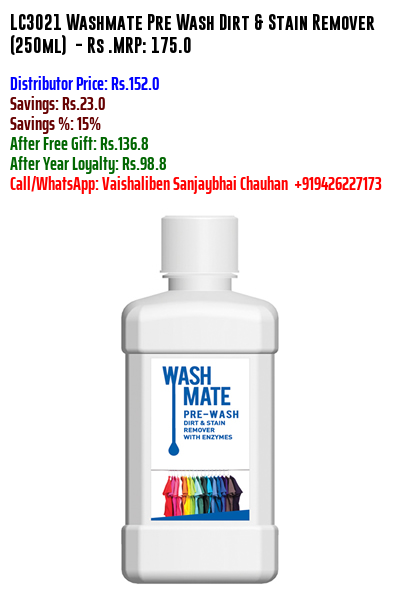 LC3021 Washmate Pre Wash Dirt & Stain Remover
(250ml) - Rs .MRP: 175.0
Distributor Price: Rs.152.0
Savings: Rs.23.0
Savings %: 15%
After Free Gift: Rs.136.8
After Year Loyalty: Rs.98.8
Call/WhatsApp: Vaishaliben Sanjaybhai Chauhan +919426227173
WASH
MATE
PRE-WASH
DIRT & STAIN
REMOVER
WITH ENZYMES